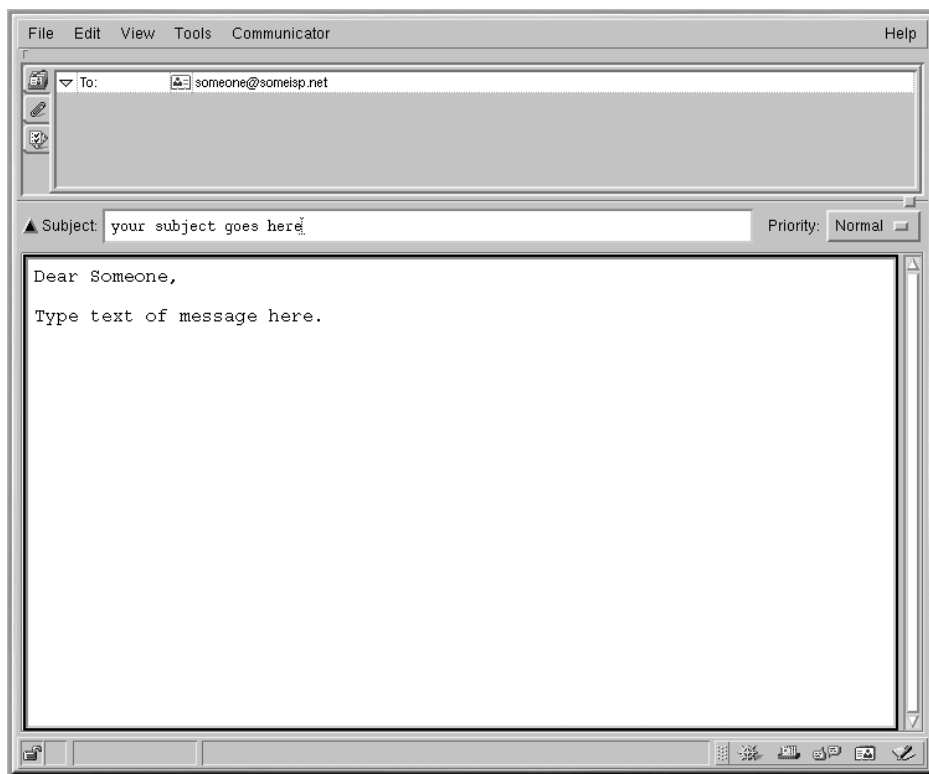 File Edit View Tools Communicator Help
To: someone@someisp.net
Subject: your subject goes here Priority: Normal
Dear Someone,
Type text of message here.